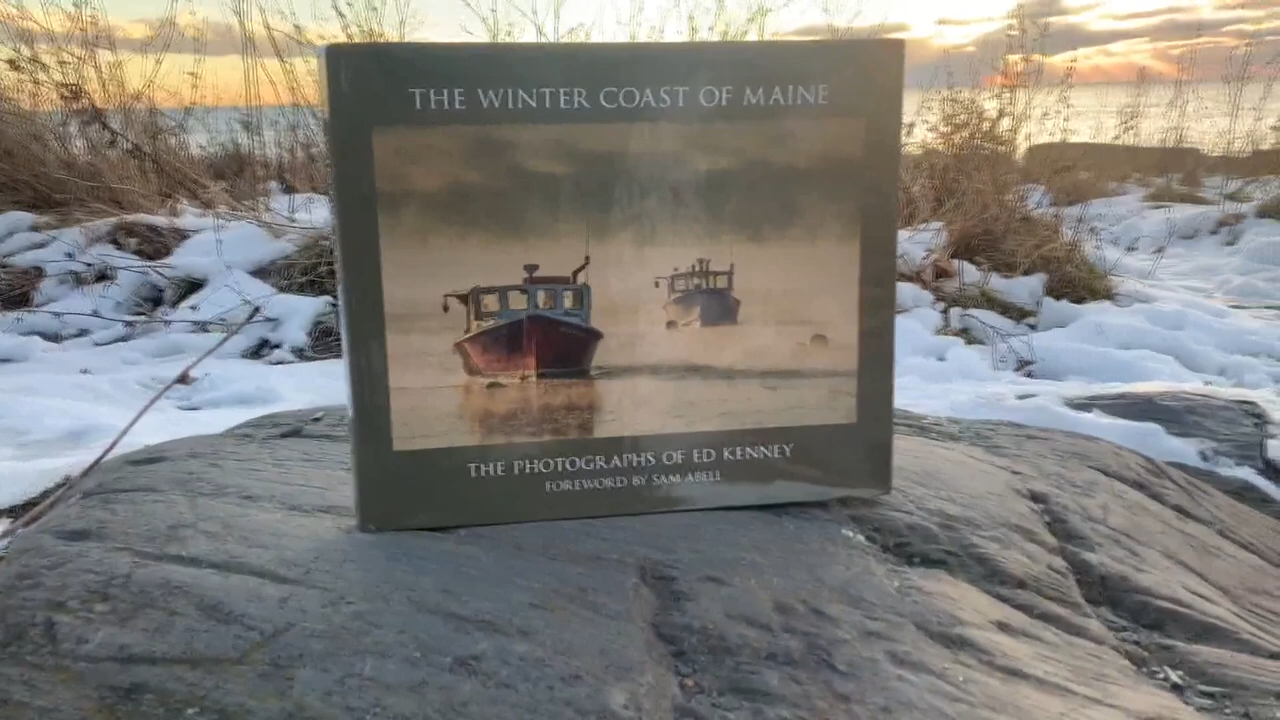 THE WINTER COAST OF MAINE
THE PHOTOGRAPHS OF ED KENNEY
FOREWORD BY SAM ABELL